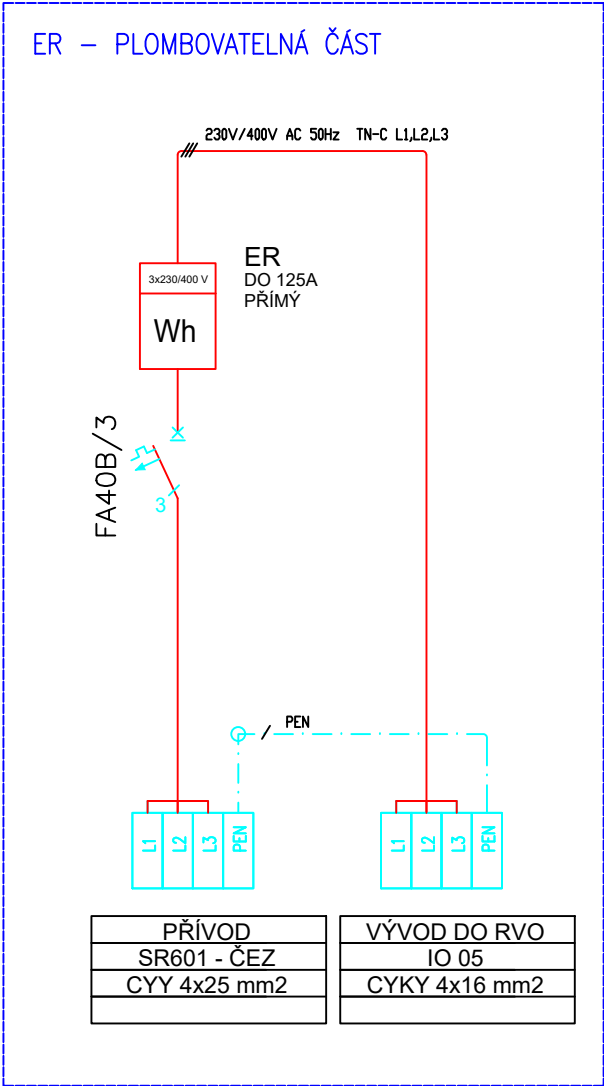 ER – PLOMBOVATELNÁ ČÁST
230V/400V AC 50Hz TN-C L1,L2,L3
3x230/400 V
Wh
ER
DO 125A
PŘÍMÝ
FA40B/3
3
PEN
L1
L2
L3
PEN
L1
L2
L3
PEN
PŘÍVOD
SR601 - ČEZ
CYY 4x25 mm2
VÝVOD DO RVO
IO 05
CYKY 4x16 mm2